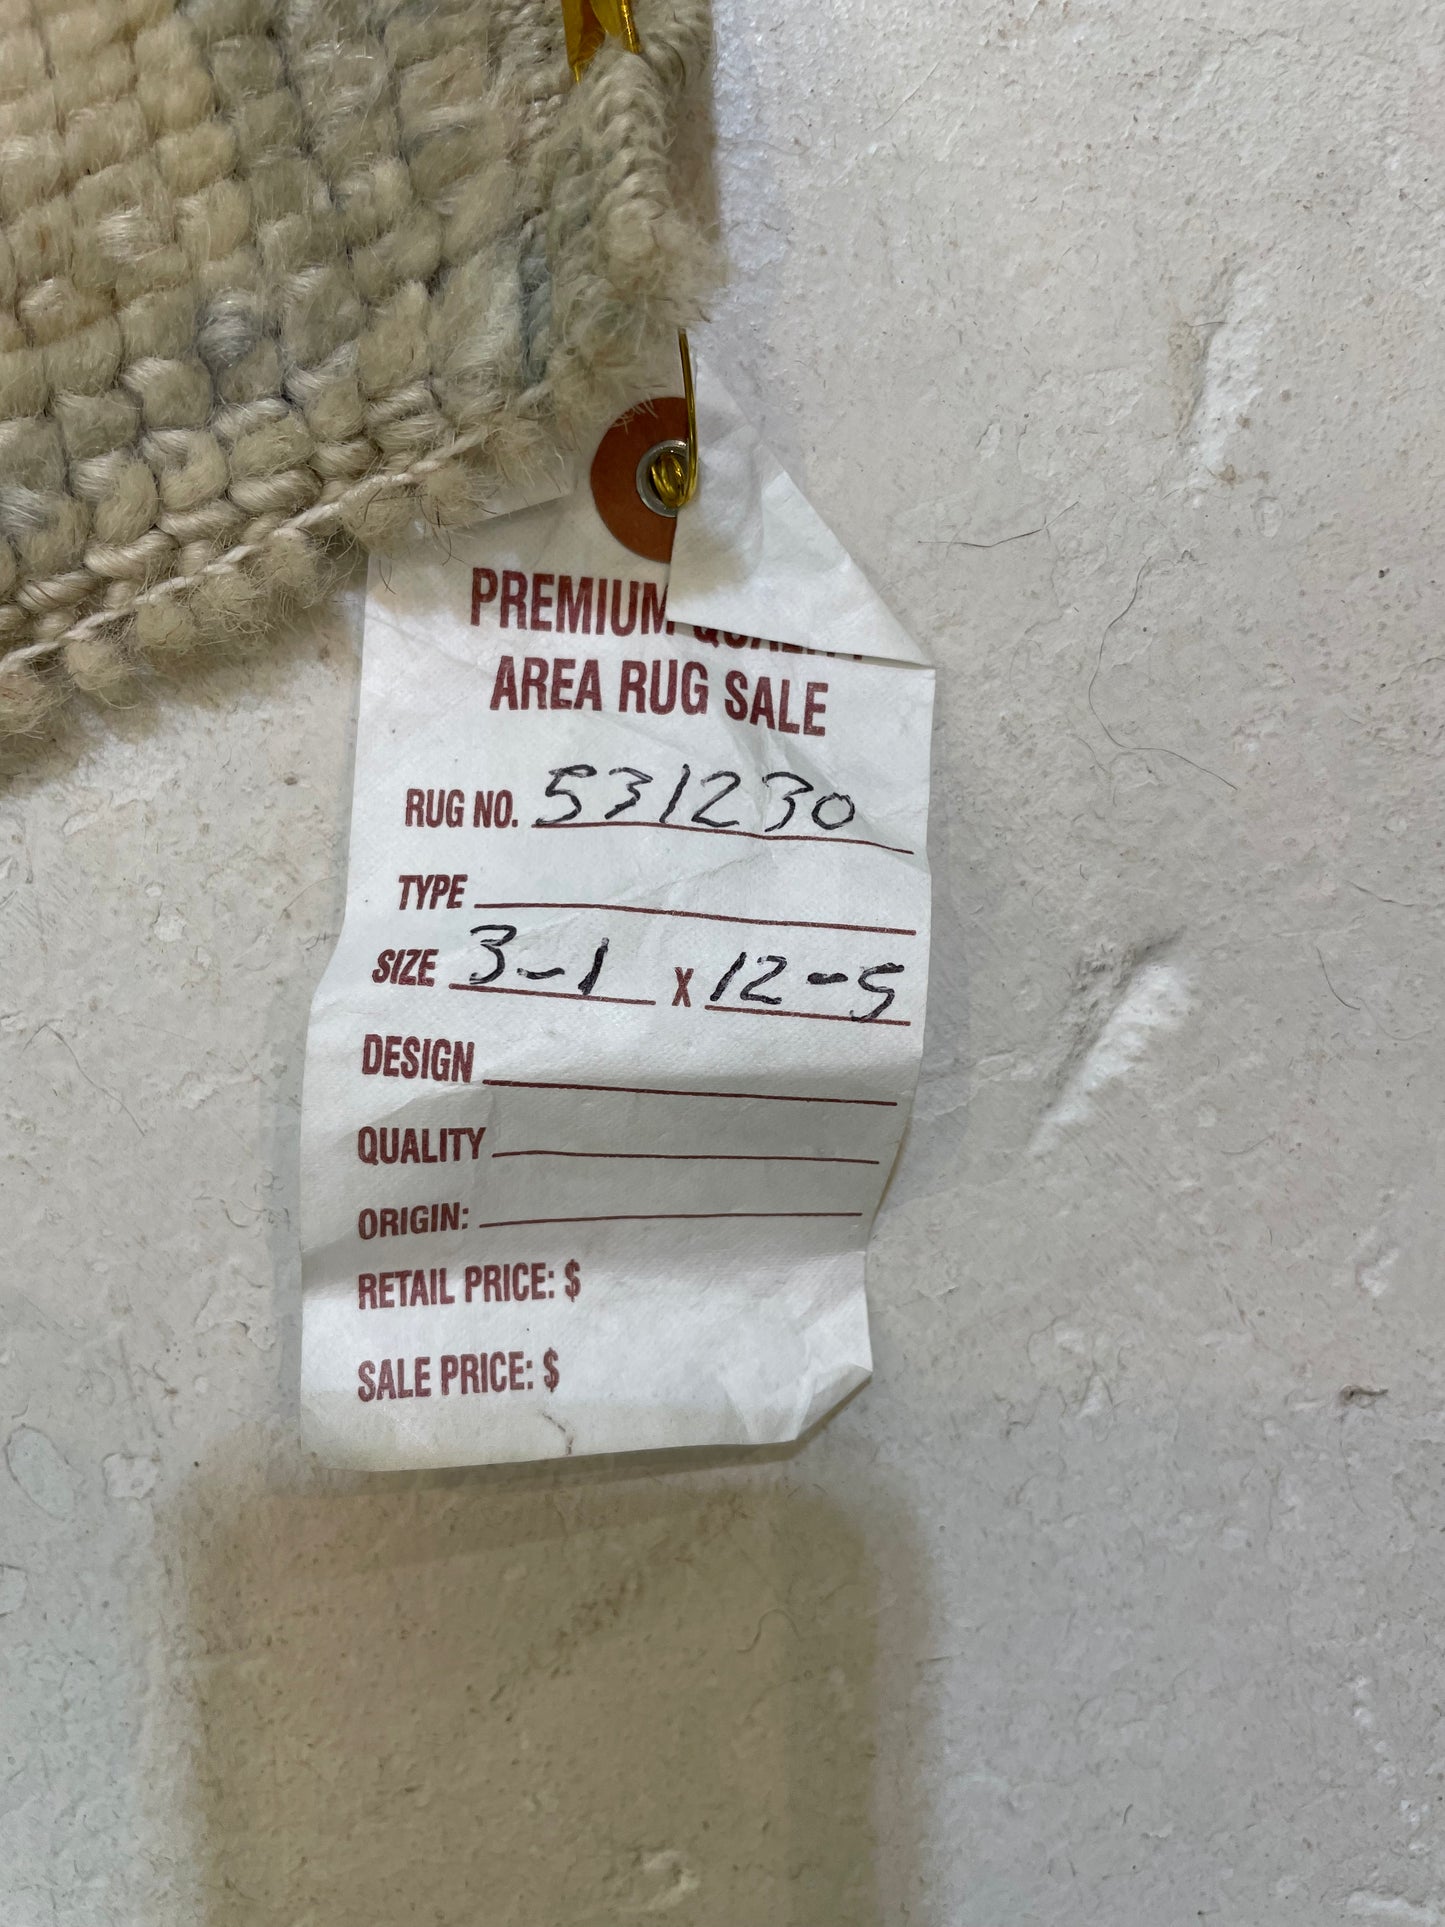 PREMIUM QUALITY
AREA RUG SALE
RUG NO. 531230
TYPE
SIZE 3-1 X 12-5
DESIGN
QUALITY
ORIGIN:
RETAIL PRICE: $
SALE PRICE: $